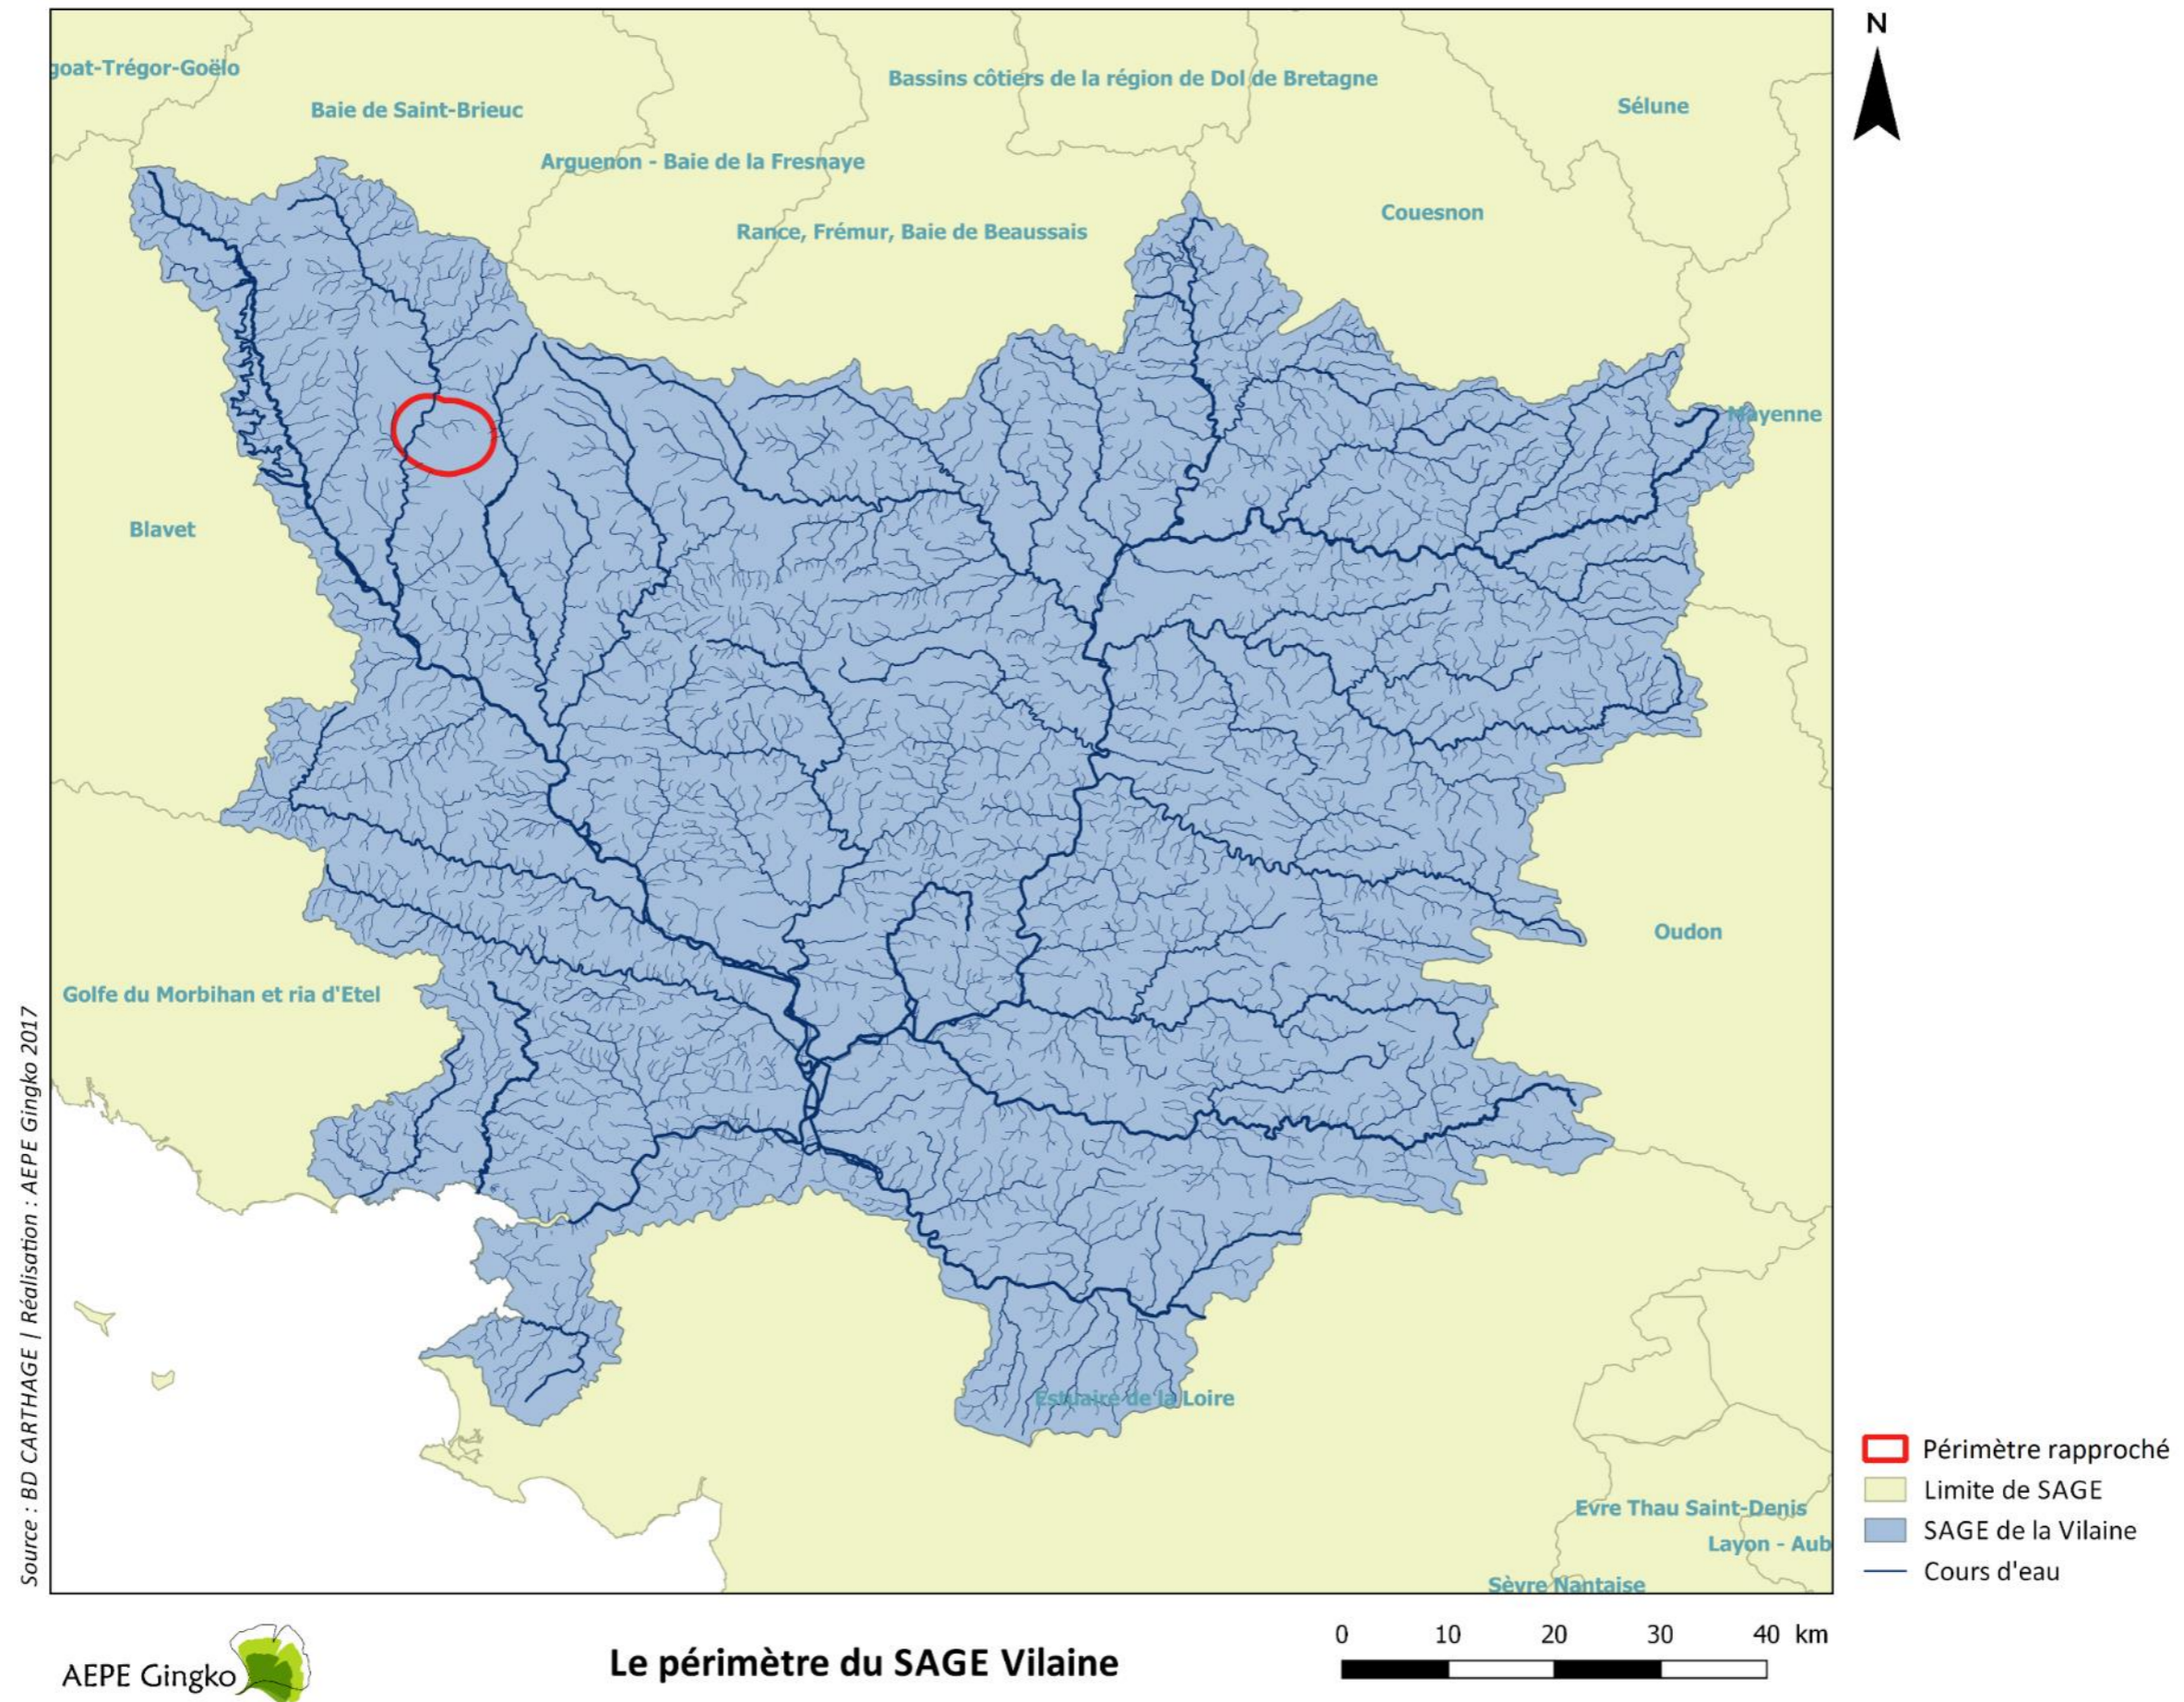 N
goat-Trégor-Goëlo
Bassins côtiers de la région de Dol de Bretagne
Baie de Saint-Brieuc
Sélune
Arguenon - Baie de la Fresnaye
Couesnon
Rance, Frémur, Baie de Beaussais
Mayenne
Blavet
Oudon
Golfe du Morbihan et ria d'Etel
Estuaire de la Loire
Evre Thau Saint-Denis
Layon - Aub
Sèvre Nantaise
Source : BD CARTHAGE | Réalisation : AEPE Gingko 2017
Périmètre rapproché
Limite de SAGE
SAGE de la Vilaine
Cours d'eau
AEPE Gingko
Le périmètre du SAGE Vilaine
0 10 20 30 40 km